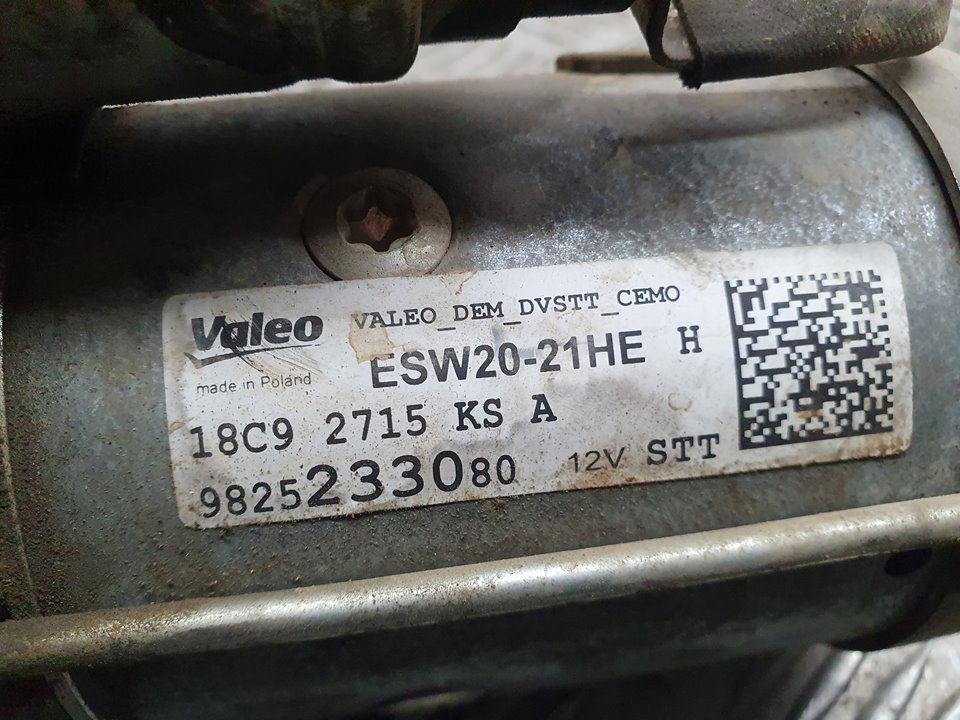 Valeo VALEO_DEM_DVSTT_CEMO
made in Poland ESW20-21HE H
18C9 2715 KS A
9825233080 12V STT